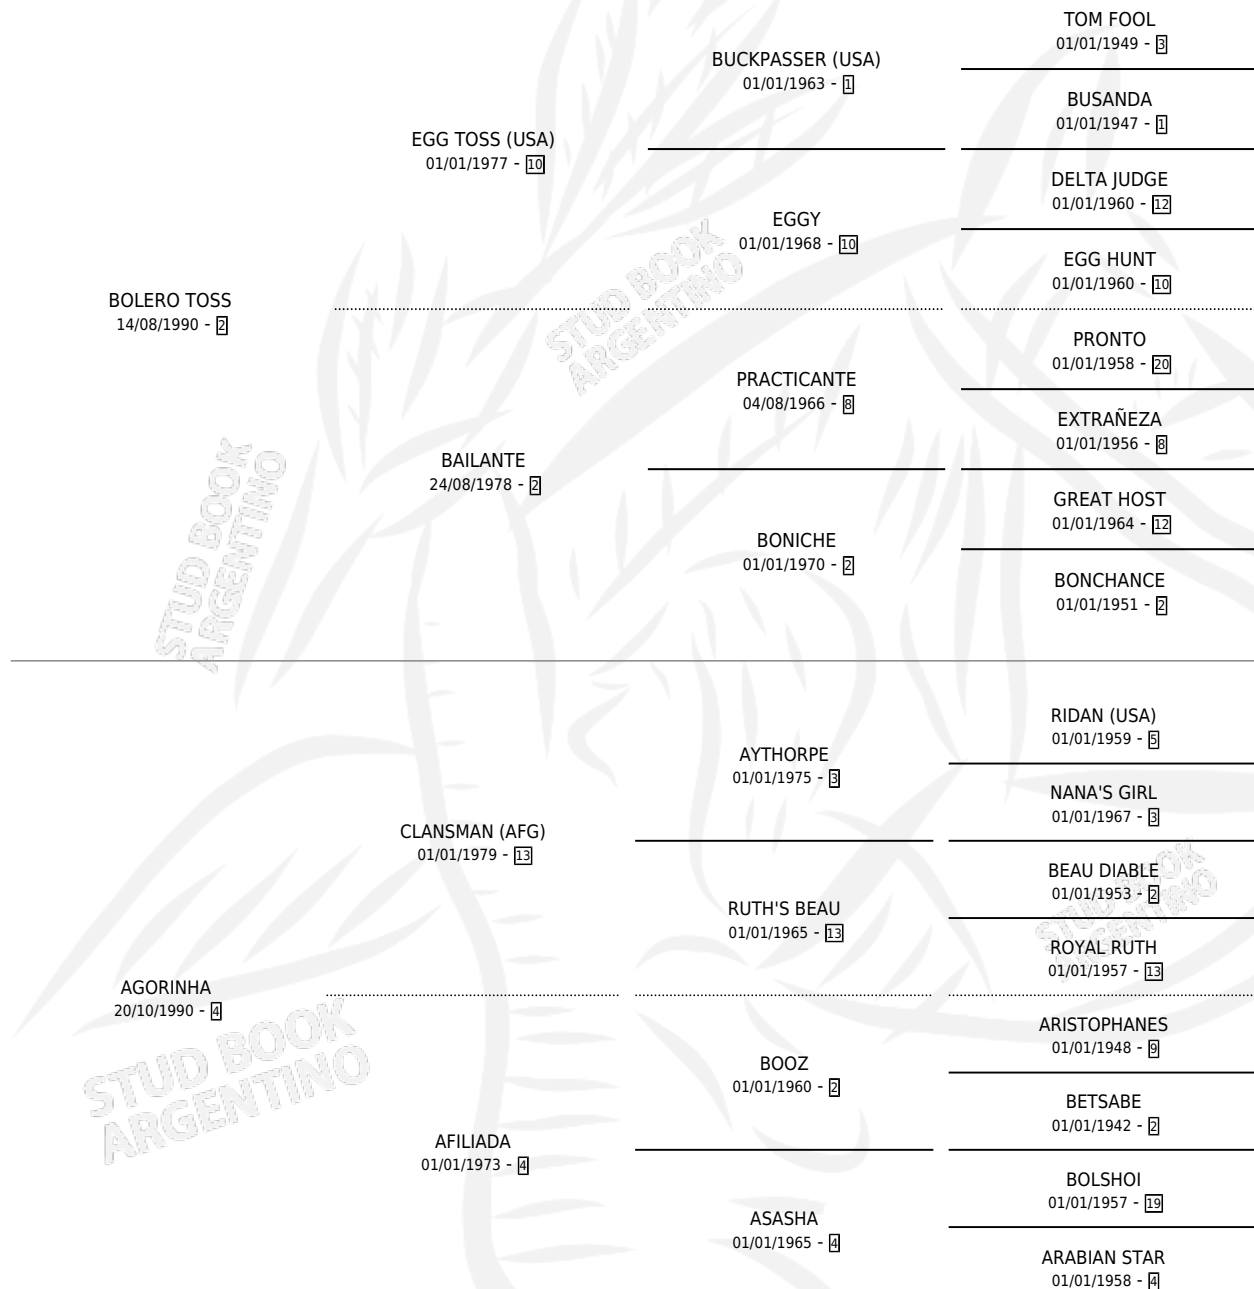 TOM FOOL
01/01/1949 - 3
BUCKPASSER (USA)
01/01/1963 - 1
BUSANDA
01/01/1947 - 1
EGG TOSS (USA)
01/01/1977 - 10
DELTA JUDGE
01/01/1960 - 12
EGGY
01/01/1968 - 10
EGG HUNT
01/01/1960 - 10
BOLERO TOSS
14/08/1990 - 2
PRONTO
01/01/1958 - 20
PRACTICANTE
04/08/1966 - 8
EXTRAÑEZA
01/01/1956 - 8
BAILANTE
24/08/1978 - 2
GREAT HOST
01/01/1964 - 12
BONICHE
01/01/1970 - 2
BONCHANCE
01/01/1951 - 2
RIDAN (USA)
01/01/1959 - 5
AYTHORPE
01/01/1975 - 3
NANA'S GIRL
01/01/1967 - 3
CLANSMAN (AFG)
01/01/1979 - 13
BEAU DIABLE
01/01/1953 - 2
RUTH'S BEAU
01/01/1965 - 13
ROYAL RUTH
01/01/1957 - 13
AGORINHA
20/10/1990 - 4
ARISTOPHANES
01/01/1948 - 9
BOOZ
01/01/1960 - 2
BETSABE
01/01/1942 - 2
AFILIADA
01/01/1973 - 4
BOLSHOI
01/01/1957 - 19
ASASHA
01/01/1965 - 4
ARABIAN STAR
01/01/1958 - 4
STUD BOOK
ARGENTINO
STUD BOOK
ARGENTINO
STUD BOOK
ARGENTINO
STUD BOOK
ARGENTINO